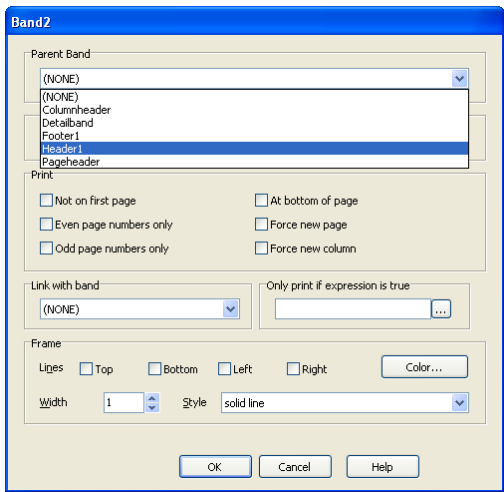 Band2
Parent Band
(NONE)
(NONE)
Columnheader
Detailband
Footer1
Header1
Pageheader
Print
Not on first page
At bottom of page
Even page numbers only
Force new page
Odd page numbers only
Force new column
Link with band
Only print if expression is true
(NONE)
...
Frame
Lines Top Bottom Left Right Color...
Width 1 Style solid line
OK Cancel Help